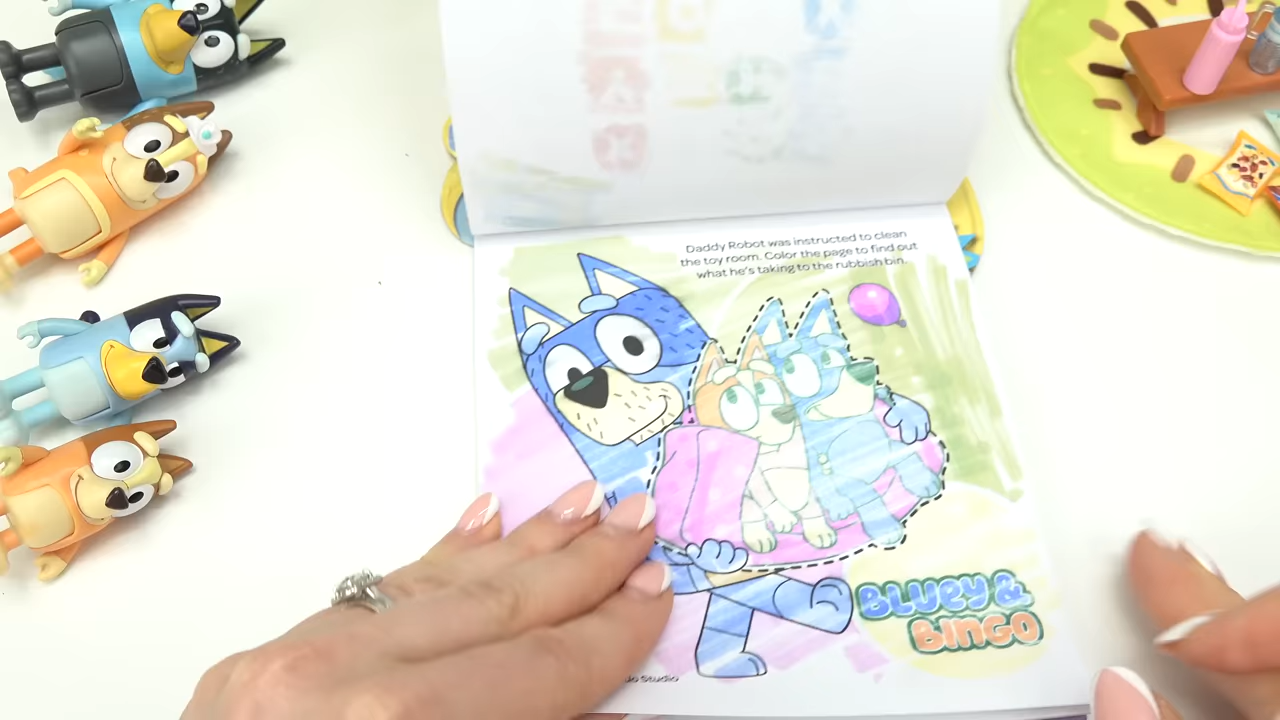 Daddy Robot was instructed to clean
the toy room. Color the page to find out
what he's taking to the rubbish bin.
BLUEY &
BINGO
Studio